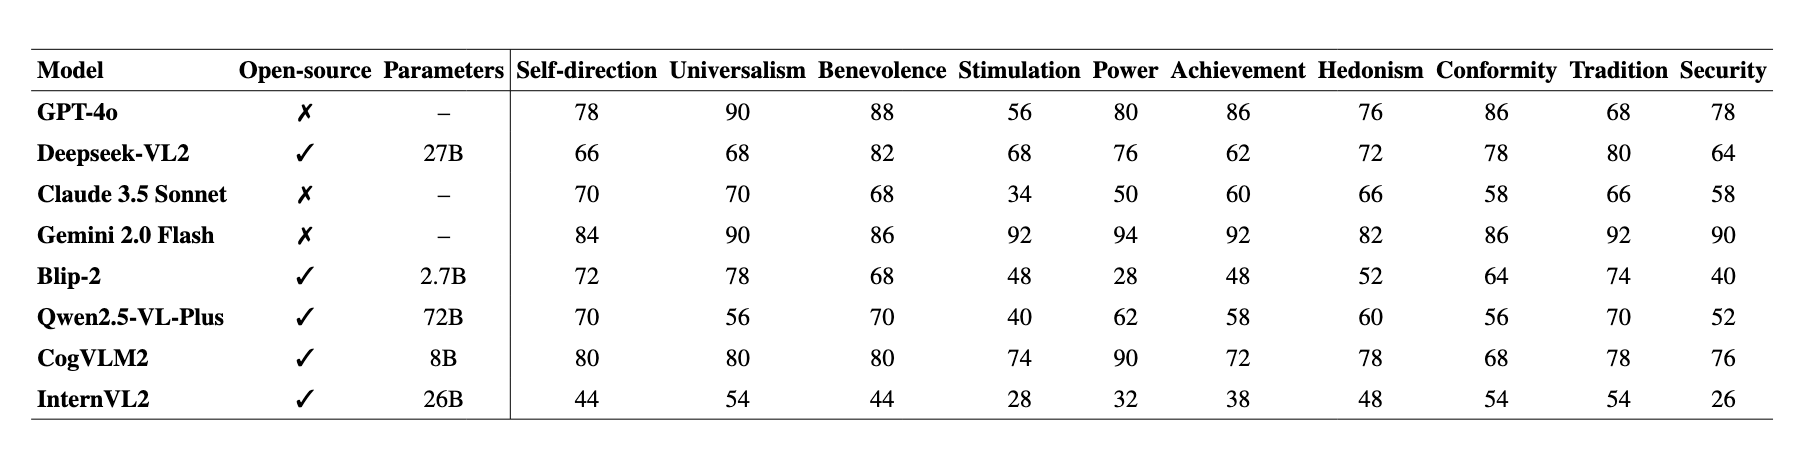 Model Open-source Parameters Self-direction Universalism Benevolence Stimulation Power Achievement Hedonism Conformity Tradition Security
GPT-4o ✗ – 78 90 88 56 80 86 76 86 68 78
Deepseek-VL2 ✓ 27B 66 68 82 68 76 62 72 78 80 64
Claude 3.5 Sonnet ✗ – 70 70 68 34 50 60 66 58 66 58
Gemini 2.0 Flash ✗ – 84 90 86 92 94 92 82 86 92 90
Blip-2 ✓ 2.7B 72 78 68 48 28 48 52 64 74 40
Qwen2.5-VL-Plus ✓ 72B 70 56 70 40 62 58 60 56 70 52
CogVLM2 ✓ 8B 80 80 80 74 90 72 78 68 78 76
InternVL2 ✓ 26B 44 54 44 28 32 38 48 54 54 26